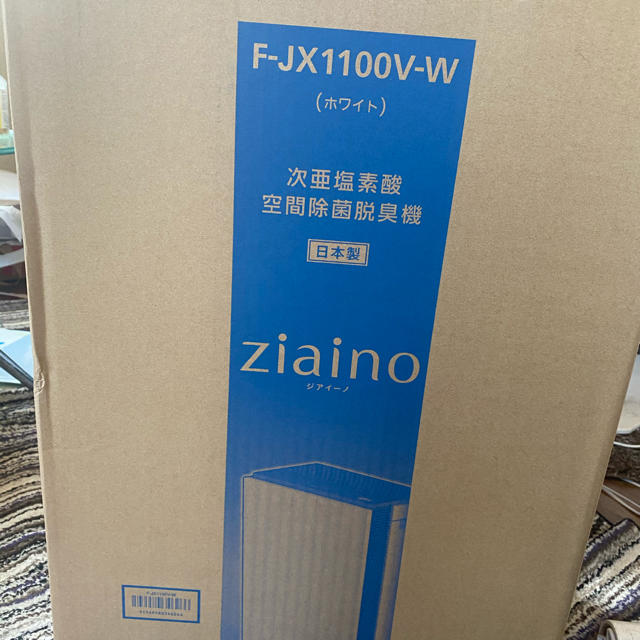 F-JX1100V-W
(ホワイト)
次亜塩素酸
空間除菌脱臭機
日本製
ziaino
ジアイーノ
F-JX1100V-W